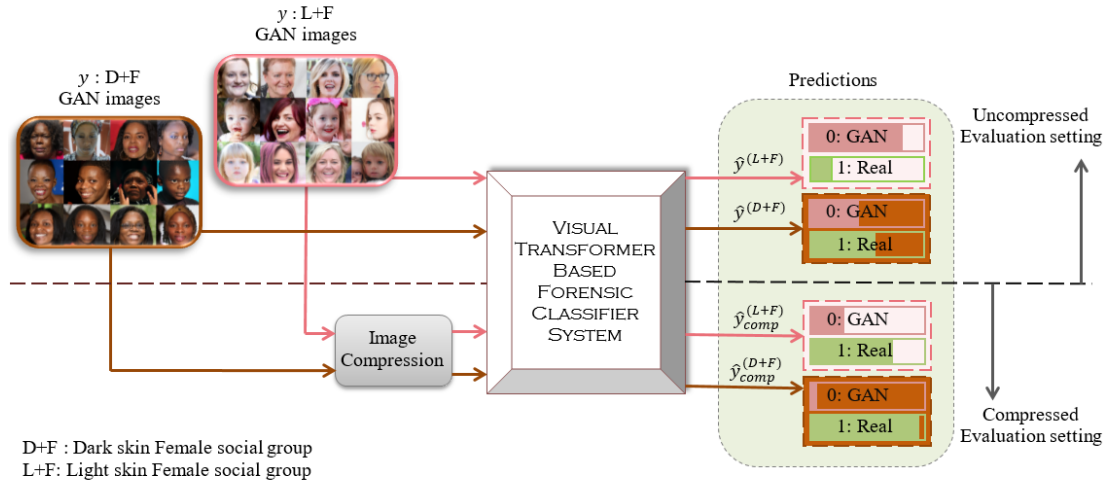 y : L+F
GAN images
y : D+F
GAN images
Predictions
Uncompressed
Evaluation setting
0: GAN
ŷ^(L+F)
1: Real
ŷ^(D+F)
0: GAN
1: Real
VISUAL
TRANSFORMER
BASED
FORENSIC
CLASSIFIER
SYSTEM
Image
Compression
ŷ_comp^(L+F)
0: GAN
1: Real
ŷ_comp^(D+F)
0: GAN
1: Real
Compressed
Evaluation setting
D+F : Dark skin Female social group
L+F: Light skin Female social group